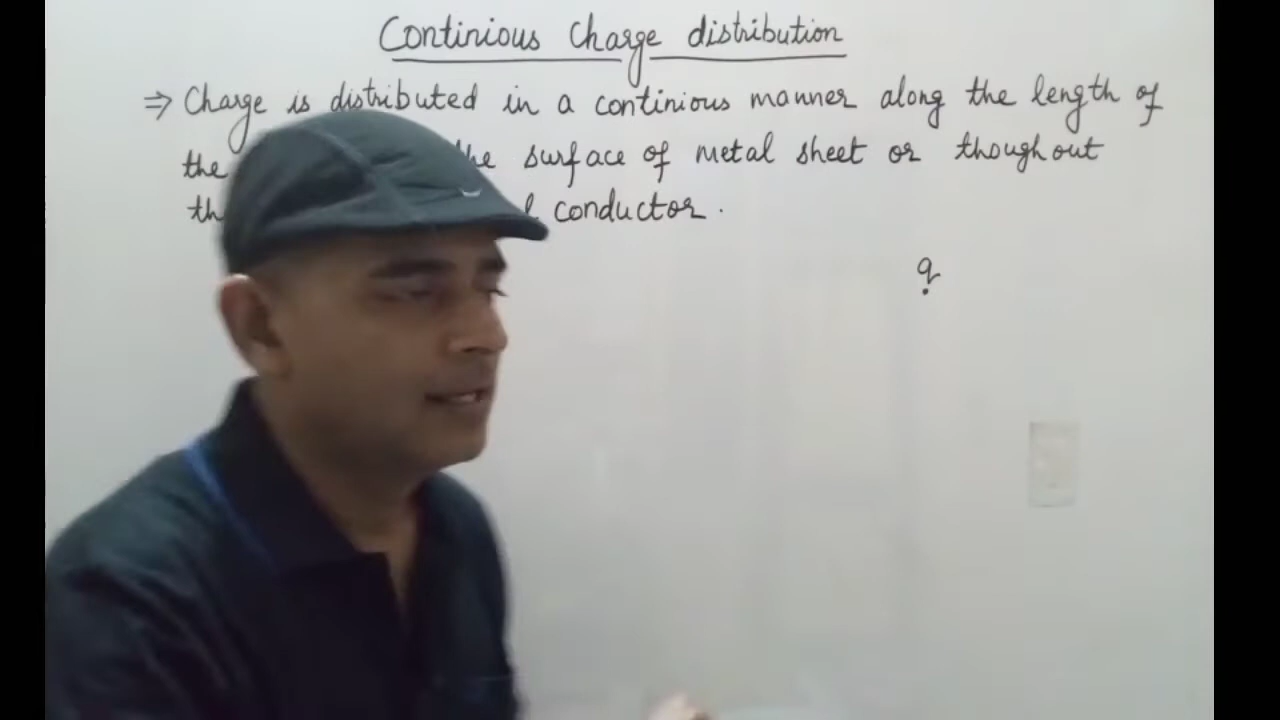 Continious Charge distribution
⇒ Charge is distributed in a continious manner along the length of
the surface of metal sheet or thoughout
conductor.
q